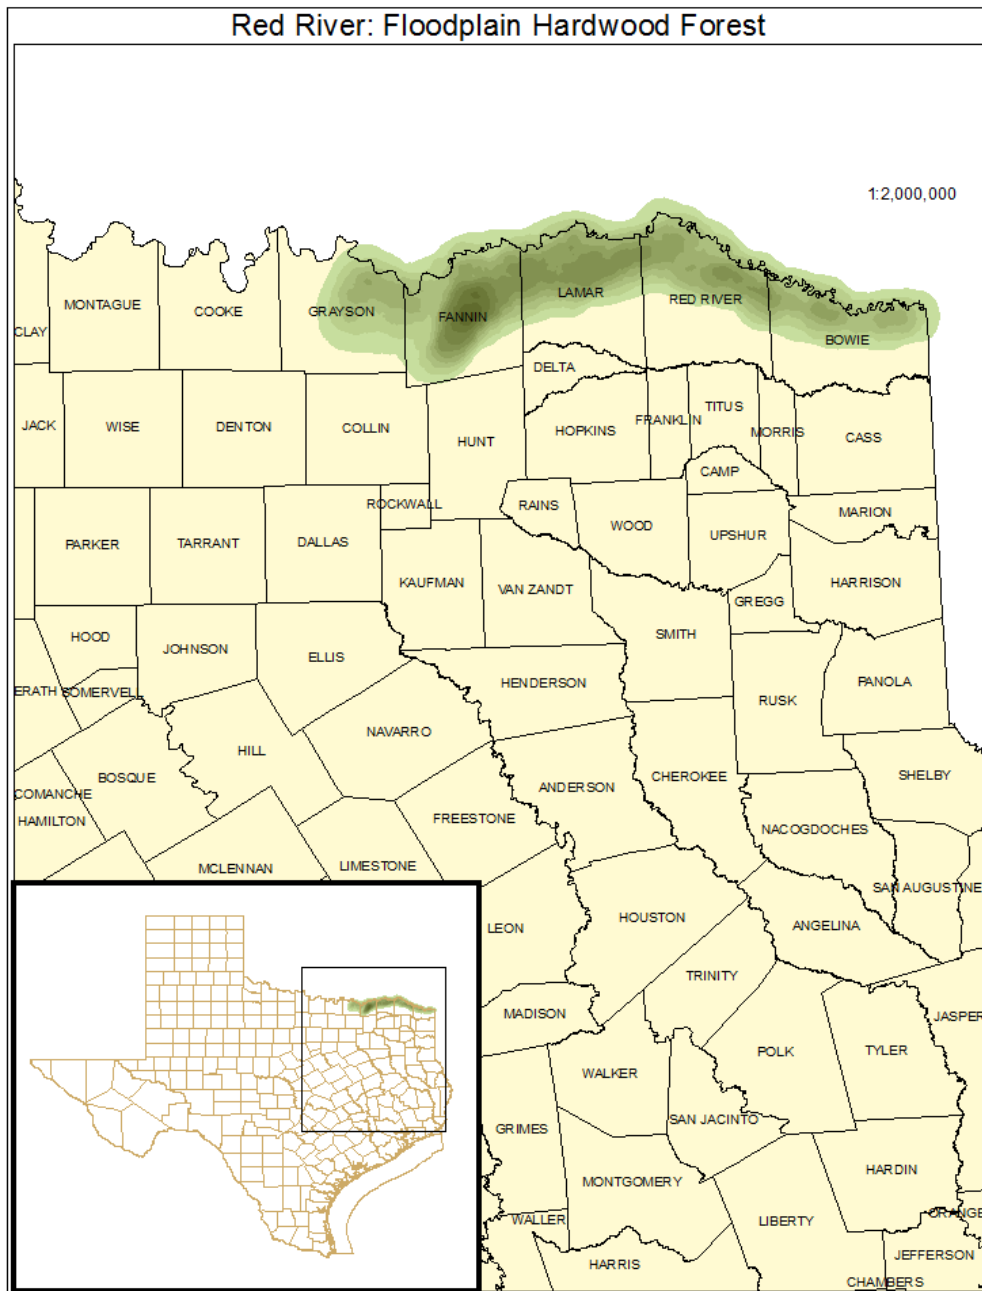 Red River: Floodplain Hardwood Forest
1:2,000,000
MONTAGUE
COOKE
GRAYSON
FANNIN
LAMAR
RED RIVER
BOWIE
CLAY
DELTA
JACK
WISE
DENTON
COLLIN
HUNT
HOPKINS
FRANKLIN
TITUS
MORRIS
CASS
CAMP
ROCKWALL
RAINS
WOOD
UPSHUR
MARION
PARKER
TARRANT
DALLAS
KAUFMAN
VAN ZANDT
GREGG
HARRISON
HOOD
JOHNSON
ELLIS
SMITH
ERATH
SOMERVEL
HENDERSON
RUSK
PANOLA
NAVARRO
HILL
BOSQUE
COMANCHE
HAMILTON
ANDERSON
CHEROKEE
SHELBY
FREESTONE
NACOGDOCHES
MCLENNAN
LIMESTONE
SAN AUGUSTINE
LEON
HOUSTON
ANGELINA
TRINITY
MADISON
JASPER
WALKER
POLK
TYLER
GRIMES
SAN JACINTO
MONTGOMERY
HARDIN
WALLER
LIBERTY
ORANGE
HARRIS
JEFFERSON
CHAMBERS